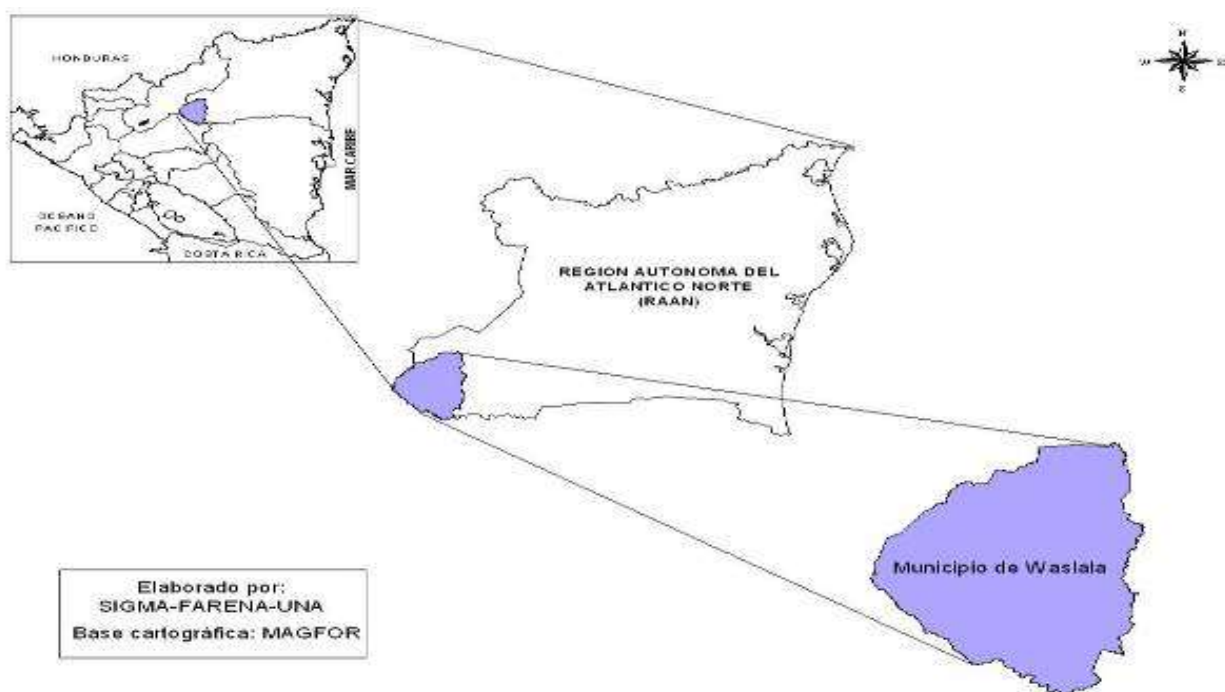 HONDURAS
MAR CARIBE
OCEANO
PACIFICO
COSTA RICA
N
W
E
S
REGION AUTONOMA DEL
ATLANTICO NORTE
(RAAN)
Municipio de Waslala
Elaborado por:
SIGMA-FARENA-UNA
Base cartográfica: MAGFOR